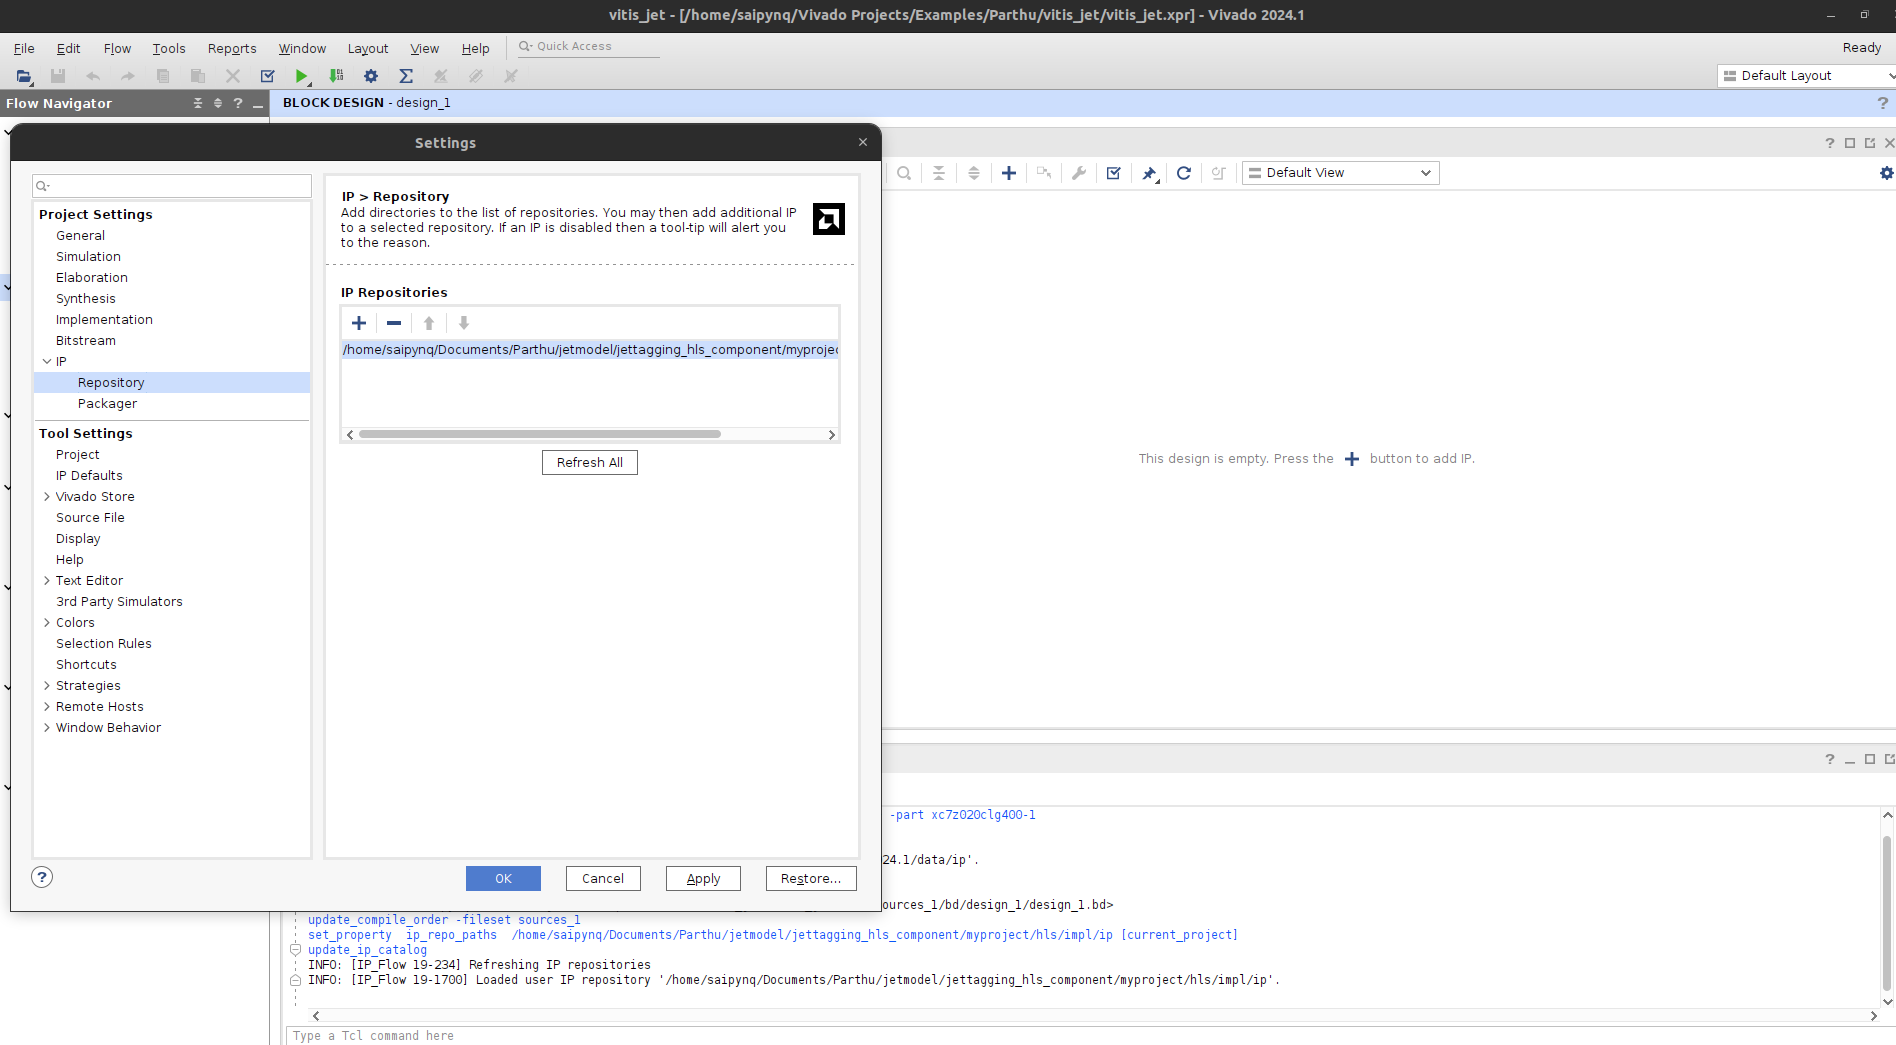 vitis_jet - [/home/saipynq/Vivado Projects/Examples/Parthu/vitis_jet/vitis_jet.xpr] - Vivado 2024.1
File Edit Flow Tools Reports Window Layout View Help Quick Access
Ready
Default Layout
Flow Navigator
BLOCK DESIGN - design_1
Settings
Project Settings
General
Simulation
Elaboration
Synthesis
Implementation
Bitstream
IP
Repository
Packager
Tool Settings
Project
IP Defaults
Vivado Store
Source File
Display
Help
Text Editor
3rd Party Simulators
Colors
Selection Rules
Shortcuts
Strategies
Remote Hosts
Window Behavior
IP > Repository
Add directories to the list of repositories. You may then add additional IP
to a selected repository. If an IP is disabled then a tool-tip will alert you
to the reason.
IP Repositories
/home/saipynq/Documents/Parthu/jetmodel/jettagging_hls_component/myprojec
Refresh All
OK
Cancel
Apply
Restore...
Default View
This design is empty. Press the + button to add IP.
-part xc7z020clg400-1
24.1/data/ip'.
ources_1/bd/design_1/design_1.bd>
update_compile_order -fileset sources_1
set_property ip_repo_paths /home/saipynq/Documents/Parthu/jetmodel/jettagging_hls_component/myproject/hls/impl/ip [current_project]
update_ip_catalog
INFO: [IP_Flow 19-234] Refreshing IP repositories
INFO: [IP_Flow 19-1700] Loaded user IP repository '/home/saipynq/Documents/Parthu/jetmodel/jettagging_hls_component/myproject/hls/impl/ip'.
Type a Tcl command here